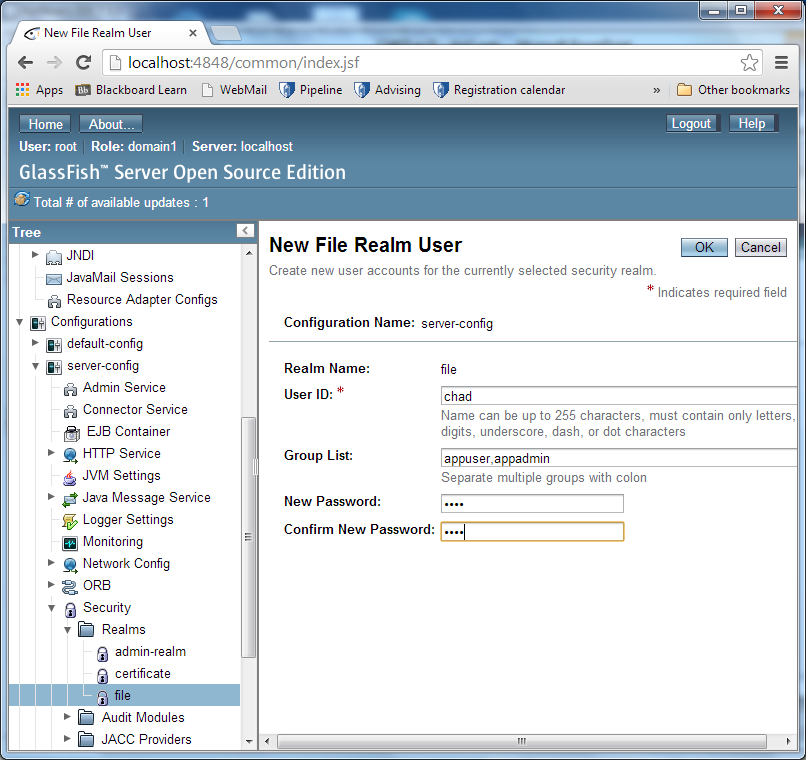 New File Realm User
localhost:4848/common/index.jsf
Apps Bb Blackboard Learn WebMail Pipeline Advising Registration calendar » Other bookmarks
Home About... Logout Help
User: root Role: domain1 Server: localhost
GlassFish™ Server Open Source Edition
Total # of available updates : 1
Tree
JNDI
JavaMail Sessions
Resource Adapter Configs
Configurations
default-config
server-config
Admin Service
Connector Service
EJB Container
HTTP Service
JVM Settings
Java Message Service
Logger Settings
Monitoring
Network Config
ORB
Security
Realms
admin-realm
certificate
file
Audit Modules
JACC Providers
New File Realm User
OK Cancel
Create new user accounts for the currently selected security realm.
* Indicates required field
Configuration Name: server-config
Realm Name: file
User ID: * chad
Name can be up to 255 characters, must contain only letters,
digits, underscore, dash, or dot characters
Group List: appuser,appadmin
Separate multiple groups with colon
New Password: ••••
Confirm New Password: ••••